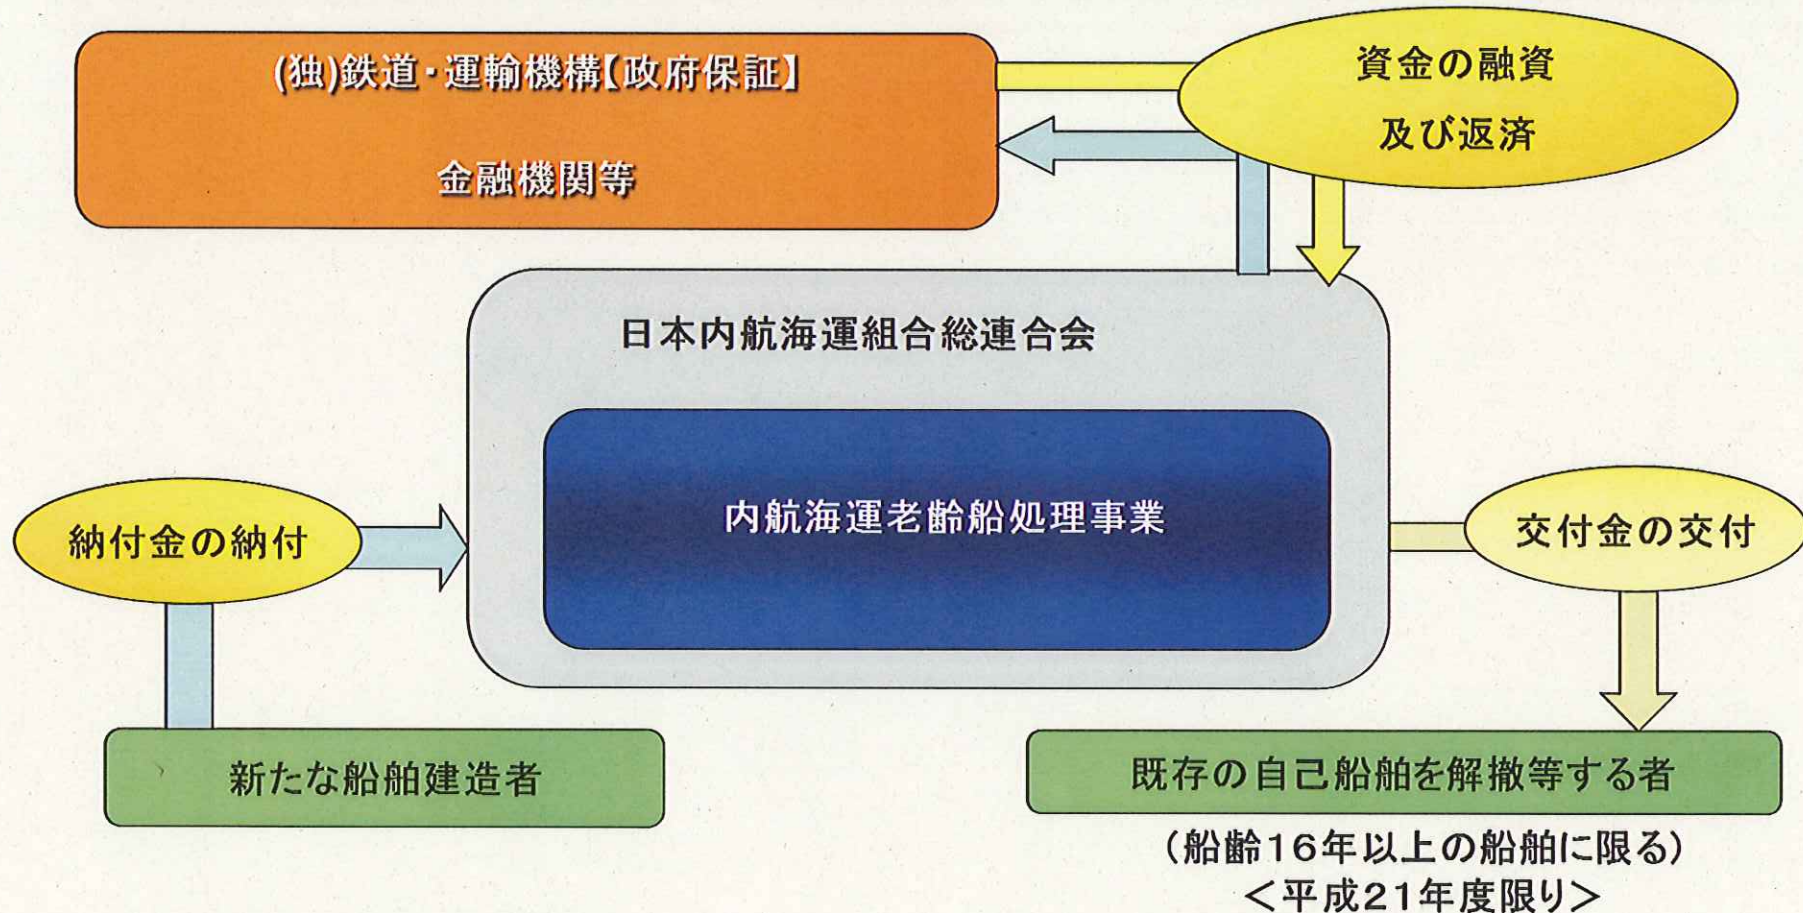 (独)鉄道・運輸機構【政府保証】
金融機関等
資金の融資
及び返済
日本内航海運組合総連合会
内航海運老齢船処理事業
納付金の納付
交付金の交付
新たな船舶建造者
既存の自己船舶を解撤等する者
(船齢16年以上の船舶に限る)
<平成21年度限り>